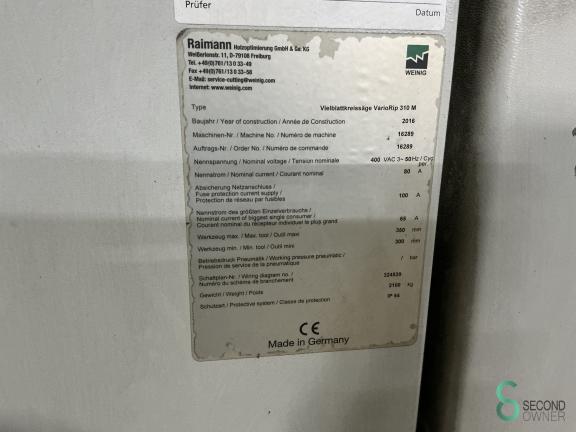 Prüfer
Datum
Raimann Holzoptimierung GmbH & Co. KG
Weißerlenstr. 11, D-79108 Freiburg
Tel. +49(0)761/13 0 33-49
Fax +49(0)761/13 0 33-58
E-Mail: service-cutting@weinig.com
Internet: www.weinig.com
WEINIG
Type Vielblattkreissäge VarioRip 310 M
Baujahr / Year of construction / Année de Construction 2016
Maschinen-Nr. / Machine No. / Numéro de machine 16289
Auftrags-Nr. / Order No. / Numéro de commande 16289
Nennspannung / Nominal voltage / Tension nominale 400 VAC 3~ 50Hz / Cyc.
per.
Nennstrom / Nominal current / Courant nominal 80 A
Absicherung Netzanschluss /
Fuse protection current supply / 100 A
Protection de réseau par fusibles
Nennstrom des größten Einzelverbrauchs /
Nominal current of biggest single consumer / 65 A
Courant nominal du récepteur individuel le plus grand
Werkzeug max. / Max. tool / Outil maxi 350 mm
Werkzeug min. / Min. tool / Outil mini 300 mm
Betriebsdruck Pneumatik / Working pressure pneumatic / / bar
Pression de service de la pneumatique
Schaltplan-Nr. / Wiring diagram no. /
Numéro du schéma de branchement
Gewicht / Weight / Poids 2100 kg
Schutzart / Protective system / Classe de protection IP 54
CE
Made in Germany
SECOND
OWNER